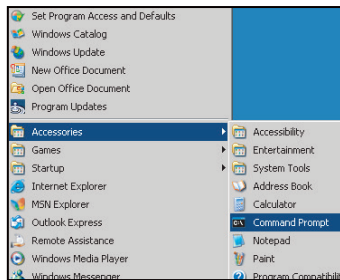 Set Program Access and Defaults
Windows Catalog
Windows Update
New Office Document
Open Office Document
Program Updates
Accessories
Games
Startup
Internet Explorer
MSN Explorer
Outlook Express
Remote Assistance
Windows Media Player
Windows Messenger
Accessibility
Entertainment
System Tools
Address Book
Calculator
Command Prompt
Notepad
Paint
Program Compatibili